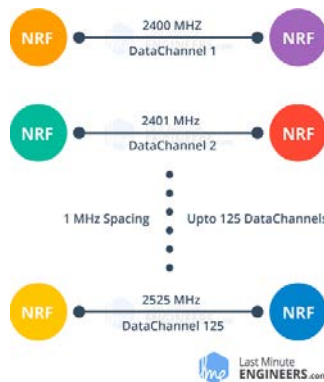 NRF
2400 MHZ
NRF
DataChannel 1
NRF
2401 MHz
NRF
DataChannel 2
1 MHz Spacing
Upto 125 DataChannels
NRF
2525 MHz
NRF
DataChannel 125
Last Minute
ENGINEERS.com